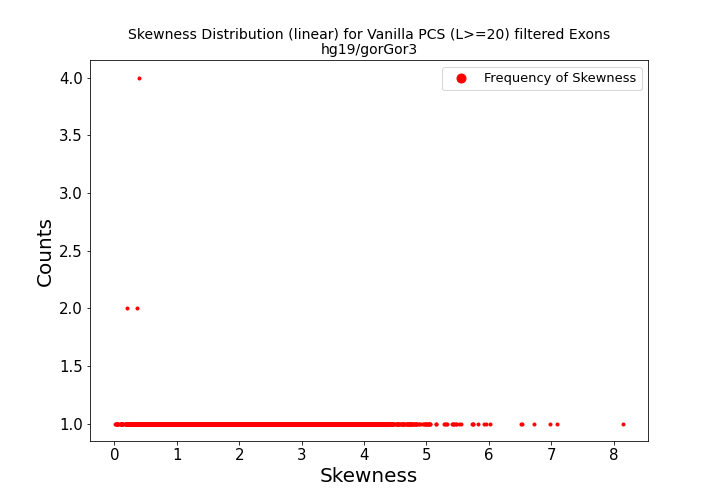 Skewness Distribution (linear) for Vanilla PCS (L>=20) filtered Exons
hg19/gorGor3
Frequency of Skewness
4.0
3.5
3.0
2.5
2.0
1.5
1.0
Counts
0 1 2 3 4 5 6 7 8
Skewness